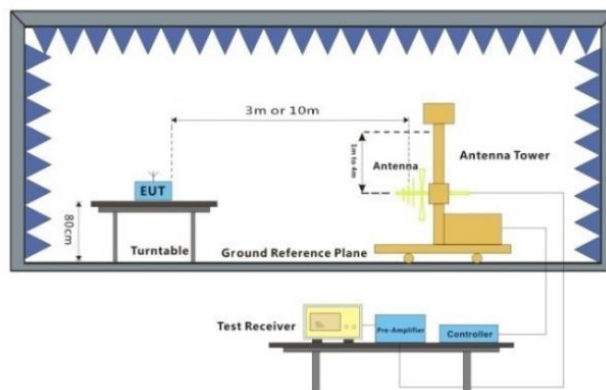 3m or 10m
1m to 4m
Antenna
Antenna Tower
EUT
80cm
Turntable
Ground Reference Plane
Test Receiver
Pre-Amplifier
Controller